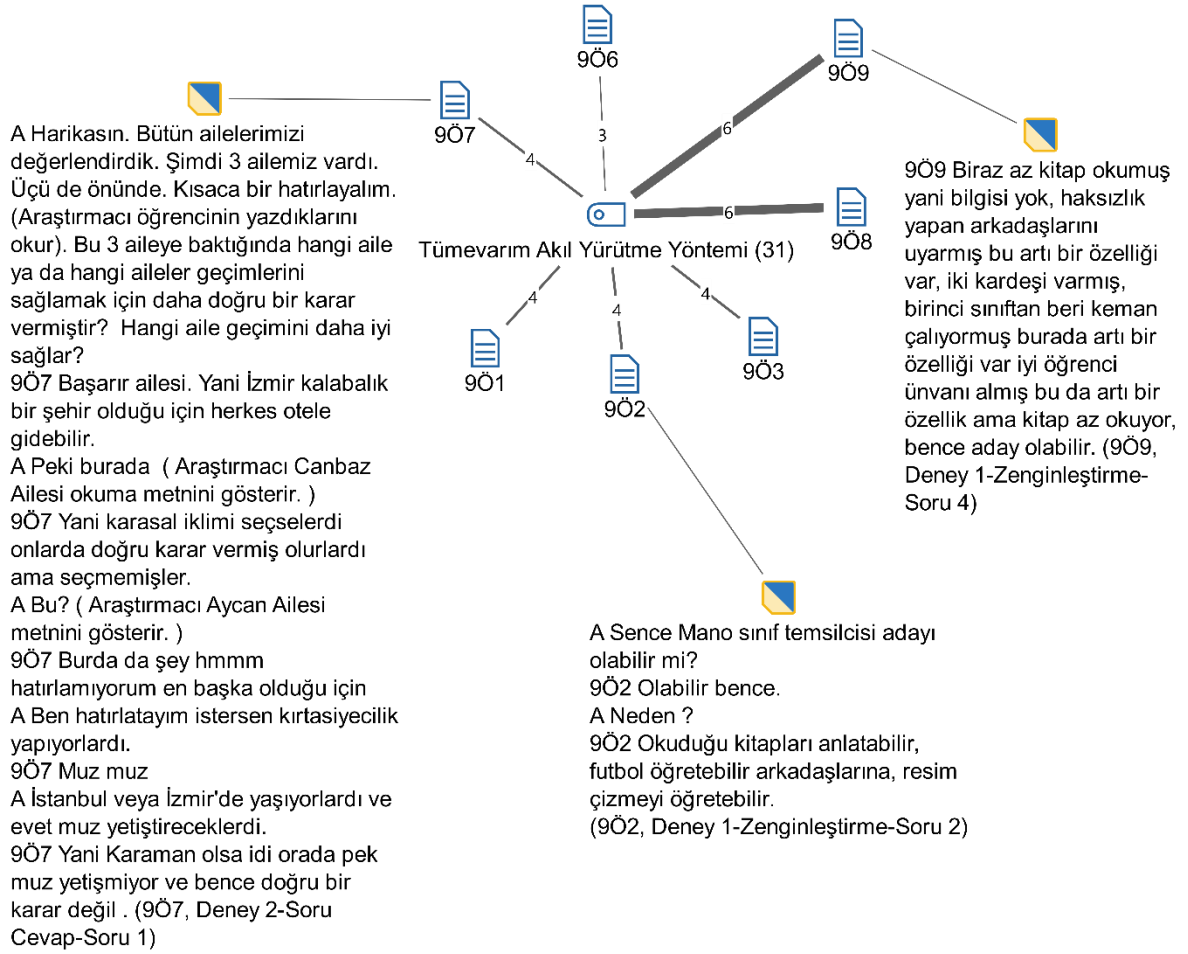 9Ö6
9Ö9
9Ö7
3
6
4
6
9Ö8
Tümevarım Akıl Yürütme Yöntemi (31)
4
4
4
9Ö1
9Ö2
9Ö3
A Harikasın. Bütün ailelerimizi
değerlendirdik. Şimdi 3 ailemiz vardı.
Üçü de önünde. Kısaca bir hatırlayalım.
(Araştırmacı öğrencinin yazdıklarını
okur). Bu 3 aileye baktığında hangi aile
ya da hangi aileler geçimlerini
sağlamak için daha doğru bir karar
vermiştir? Hangi aile geçimini daha iyi
sağlar?
9Ö7 Başarır ailesi. Yani İzmir kalabalık
bir şehir olduğu için herkes otele
gidebilir.
A Peki burada ( Araştırmacı Canbaz
Ailesi okuma metnini gösterir. )
9Ö7 Yani karasal iklimi seçselerdi
onlarda doğru karar vermiş olurlardı
ama seçmemişler.
A Bu? ( Araştırmacı Aycan Ailesi
metnini gösterir. )
9Ö7 Burda da şey hmmm
hatırlamıyorum en başka olduğu için
A Ben hatırlatayım istersen kırtasiyecilik
yapıyorlardı.
9Ö7 Muz muz
A İstanbul veya İzmir'de yaşıyorlardı ve
evet muz yetiştireceklerdi.
9Ö7 Yani Karaman olsa idi orada pek
muz yetişmiyor ve bence doğru bir
karar değil . (9Ö7, Deney 2-Soru
Cevap-Soru 1)
A Sence Mano sınıf temsilcisi adayı
olabilir mi?
9Ö2 Olabilir bence.
A Neden ?
9Ö2 Okuduğu kitapları anlatabilir,
futbol öğretebilir arkadaşlarına, resim
çizmeyi öğretebilir.
(9Ö2, Deney 1-Zenginleştirme-Soru 2)
9Ö9 Biraz az kitap okumuş
yani bilgisi yok, haksızlık
yapan arkadaşlarını
uyarmış bu artı bir özelliği
var, iki kardeşi varmış,
birinci sınıftan beri keman
çalıyormuş burada artı bir
özelliği var iyi öğrenci
ünvanı almış bu da artı bir
özellik ama kitap az okuyor,
bence aday olabilir. (9Ö9,
Deney 1-Zenginleştirme-
Soru 4)